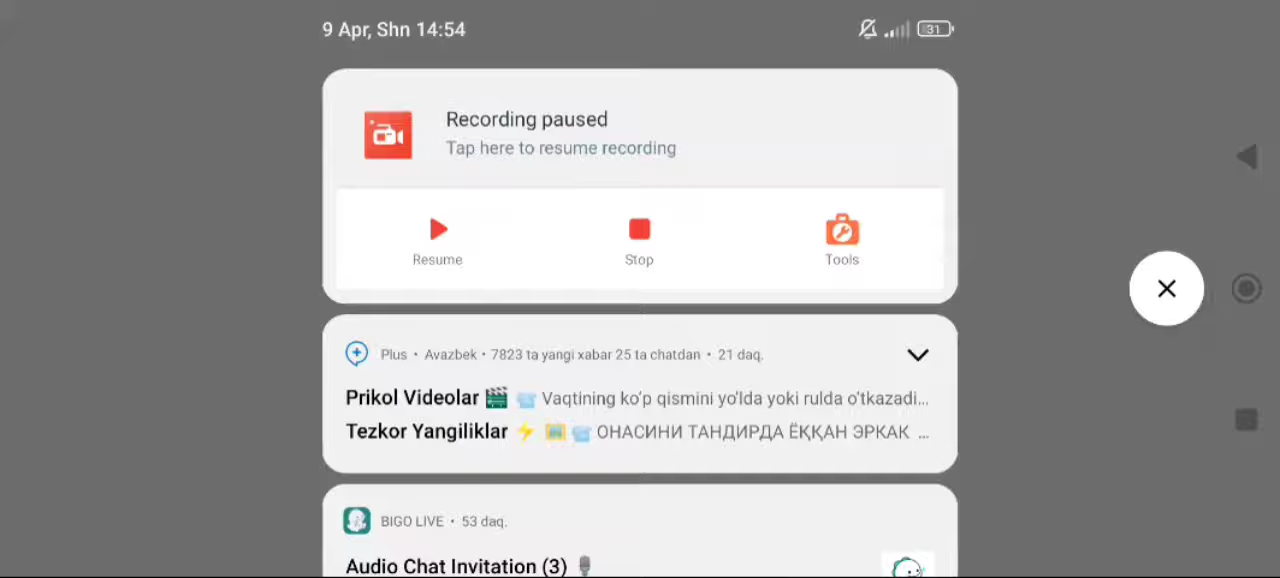 9 Apr, Shn 14:54
31
Recording paused
Tap here to resume recording
Resume
Stop
Tools
Plus • Avazbek • 7823 ta yangi xabar 25 ta chatdan • 21 daq.
Prikol Videolar 🎬 Vaqtining ko‘p qismini yo‘lda yoki rulda o‘tkazadi...
Tezkor Yangiliklar ⚡ ОНАСИНИ ТАНДИРДА ЁҚҚАН ЭРКАК ...
BIGO LIVE • 53 daq.
Audio Chat Invitation (3)